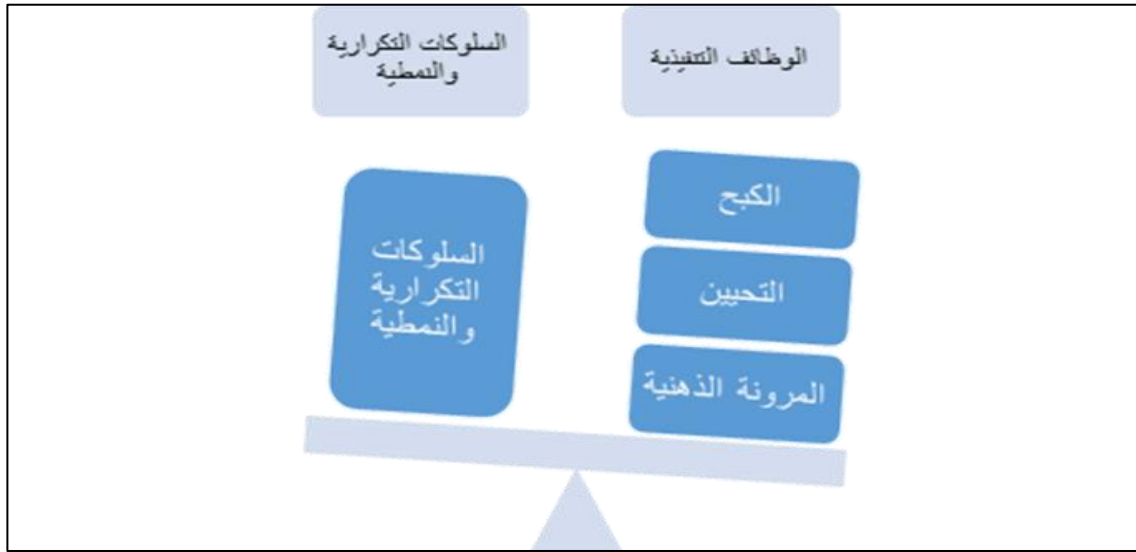 الوظائف التنفيذية
السلوكات التكرارية
والنمطية
الكبح
التحيين
المرونة الذهنية
السلوكات
التكرارية
والنمطية